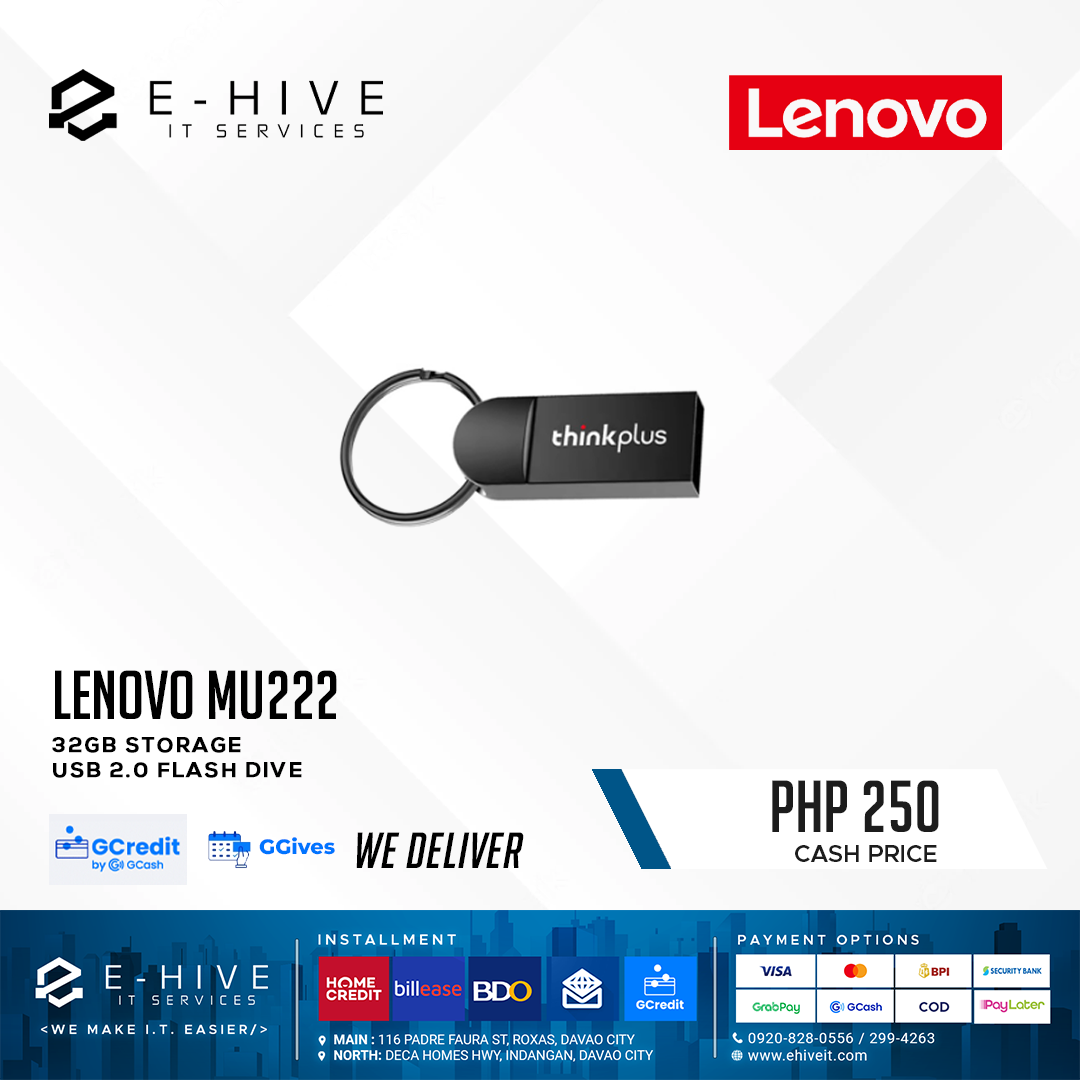 E-HIVE
IT SERVICES
Lenovo
thinkplus
LENOVO MU222
32GB STORAGE
USB 2.0 FLASH DIVE
GCredit
by GCash
GGives
WE DELIVER
PHP 250
CASH PRICE
E-HIVE
IT SERVICES
<WE MAKE I.T. EASIER/>
INSTALLMENT
HOME
CREDIT
billease
BDO
GCredit
MAIN : 116 PADRE FAURA ST, ROXAS, DAVAO CITY
NORTH: DECA HOMES HWY, INDANGAN, DAVAO CITY
PAYMENT OPTIONS
VISA
BPI
SECURITY BANK
GrabPay
GCash
COD
PayLater
0920-828-0556 / 299-4263
www.ehiveit.com